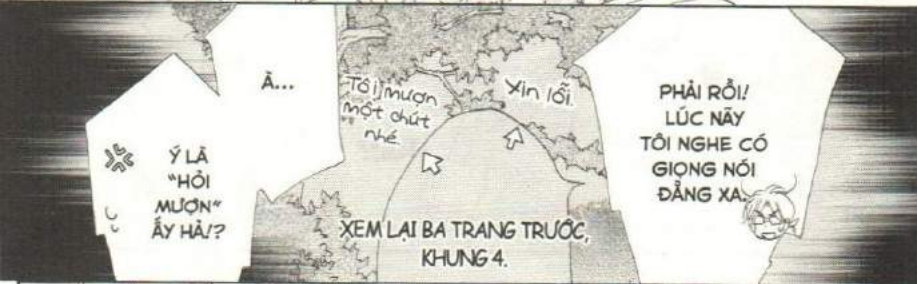 PHẢI RỒI!
LÚC NÃY
TÔI NGHE CÓ
GIỌNG NÓI
ĐẰNG XA.
Xin lỗi.
Tôi mượn
một chút
nhé.
XEM LẠI BA TRANG TRƯỚC,
KHUNG 4.
À...
Ý LÀ
"HỎI
MƯỢN"
ẤY HẢ!?